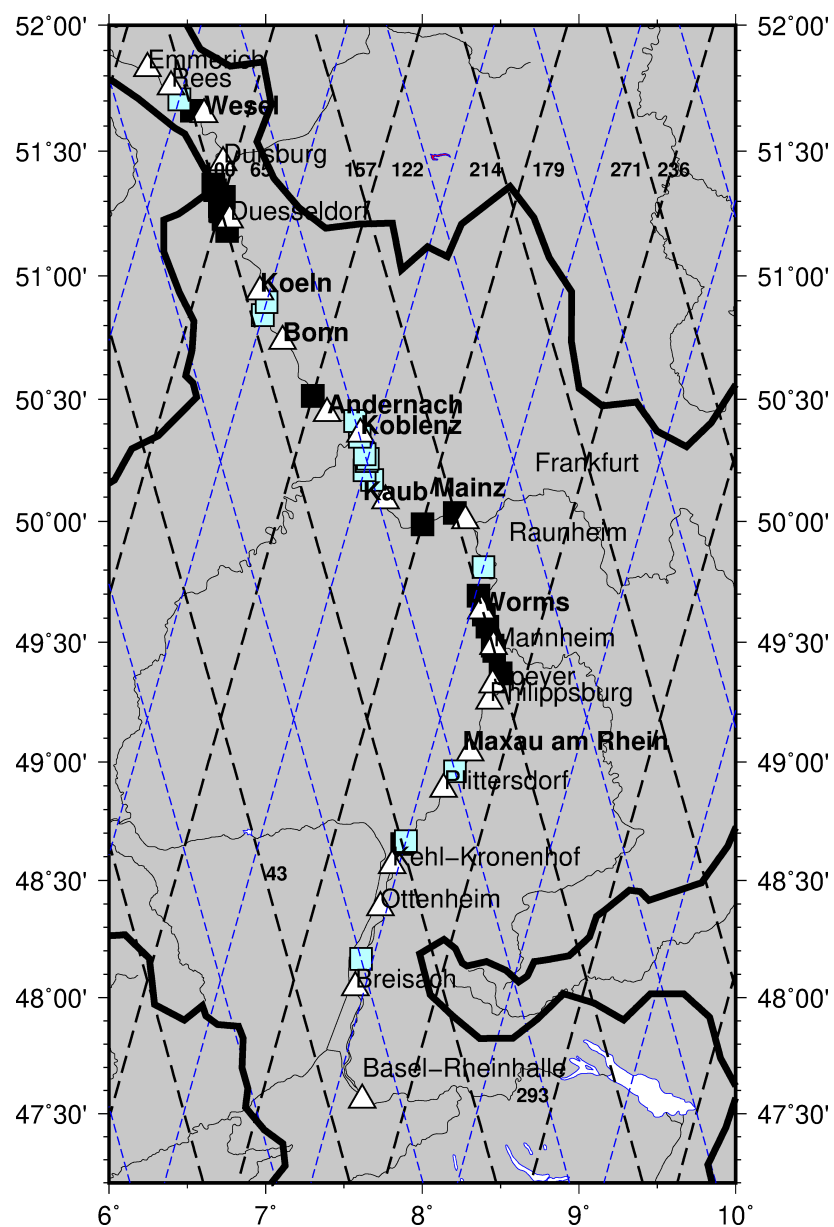 52°00' 52°00'
Emmerich
Rees
Wesel
51°30' Duisburg 51°30'
100 65 157 122 214 179 271 236
Duesseldorf
51°00' 51°00'
Koeln
Bonn
50°30' 50°30'
Andernach
Koblenz
Frankfurt
Kaub Mainz
50°00' 50°00'
Raunheim
Worms
49°30' Mannheim 49°30'
Speyer
Philippsburg
Maxau am Rhein
49°00' 49°00'
Plittersdorf
Kehl-Kronenhof
48°30' 43 48°30'
Ottenheim
Breisach
48°00' 48°00'
Basel-Rheinhalle
293
47°30' 47°30'
6° 7° 8° 9° 10°